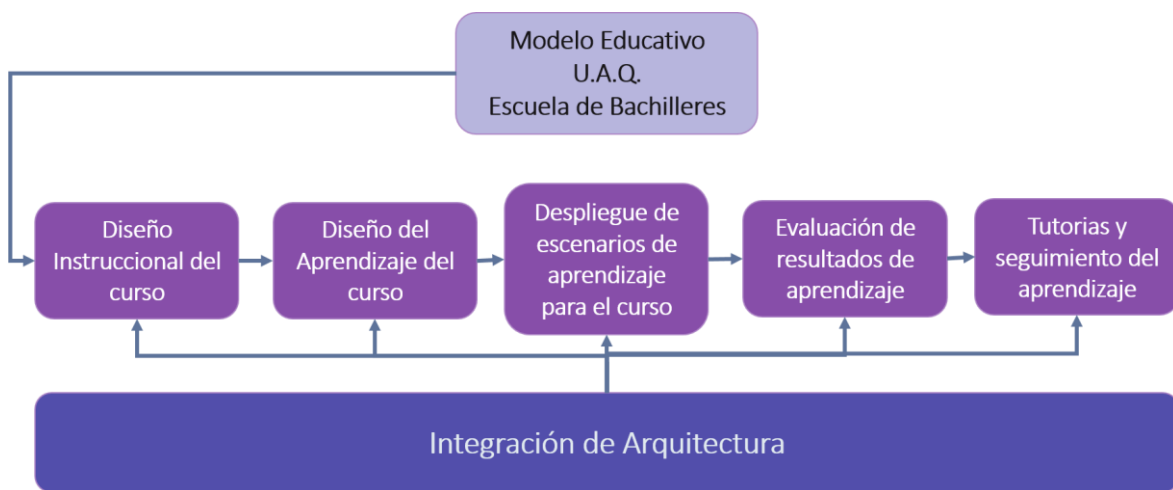 Modelo Educativo
U.A.Q.
Escuela de Bachilleres
Diseño
Instruccional del
curso
Diseño del
Aprendizaje del
curso
Despliegue de
escenarios de
aprendizaje
para el curso
Evaluación de
resultados de
aprendizaje
Tutorias y
seguimiento del
aprendizaje
Integración de Arquitectura